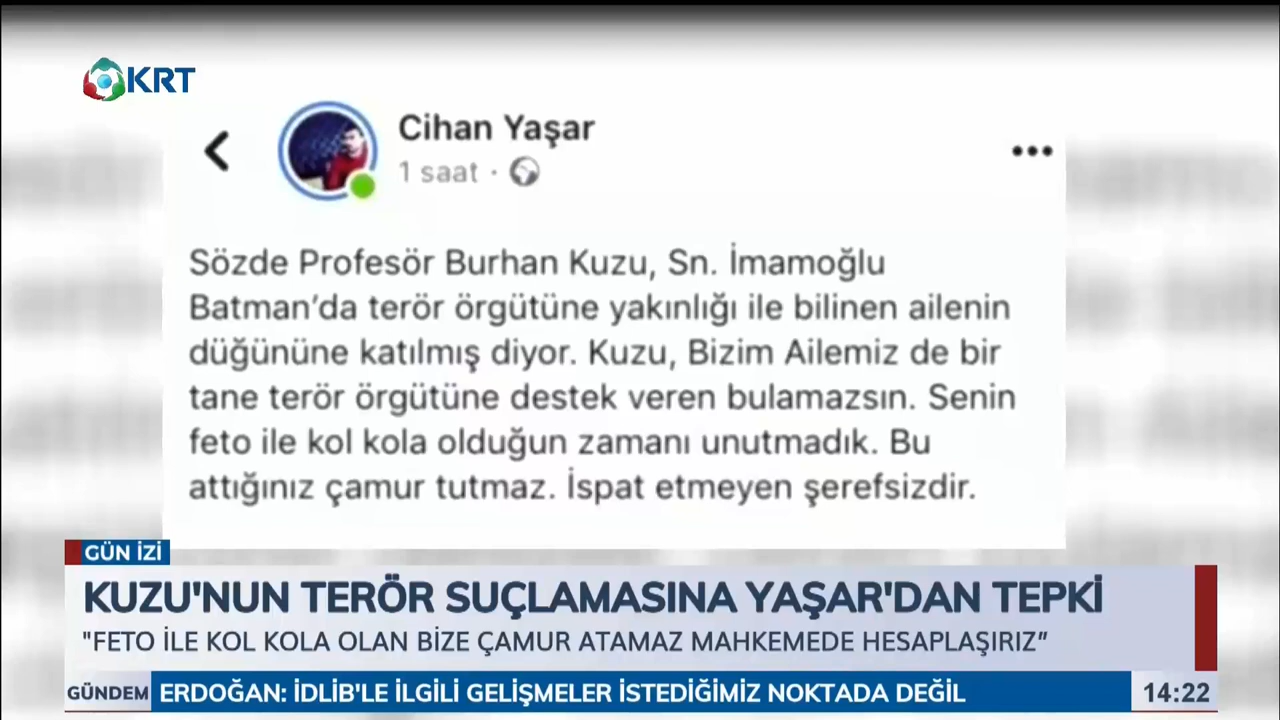 KRT
Cihan Yaşar
1 saat ·
Sözde Profesör Burhan Kuzu, Sn. İmamoğlu
Batman'da terör örgütüne yakınlığı ile bilinen ailenin
düğününe katılmış diyor. Kuzu, Bizim Ailemiz de bir
tane terör örgütüne destek veren bulamazsın. Senin
feto ile kol kola olduğun zamanı unutmadık. Bu
attığınız çamur tutmaz. İspat etmeyen şerefsizdir.
GÜN İZİ
KUZU'NUN TERÖR SUÇLAMASINA YAŞAR'DAN TEPKİ
"FETO İLE KOL KOLA OLAN BİZE ÇAMUR ATAMAZ MAHKEMEDE HESAPLAŞIRIZ"
GÜNDEM ERDOĞAN: İDLİB'LE İLGİLİ GELİŞMELER İSTEDİĞİMİZ NOKTADA DEĞİL 14:22